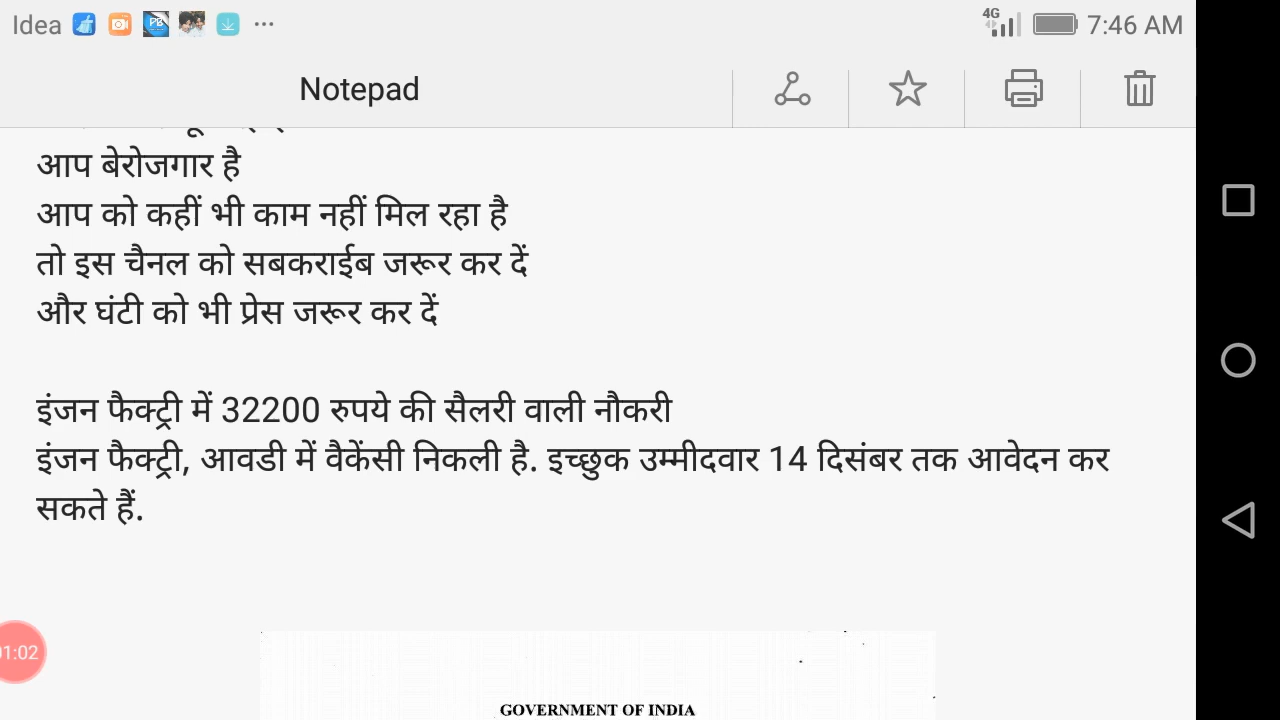 Idea
4G
7:46 AM
Notepad
आप बेरोजगार है
आप को कहीं भी काम नहीं मिल रहा है
तो इस चैनल को सबकराईब जरूर कर दें
और घंटी को भी प्रेस जरूर कर दें
इंजन फैक्ट्री में 32200 रुपये की सैलरी वाली नौकरी
इंजन फैक्ट्री, आवडी में वैकेंसी निकली है. इच्छुक उम्मीदवार 14 दिसंबर तक आवेदन कर
सकते हैं.
01:02
GOVERNMENT OF INDIA